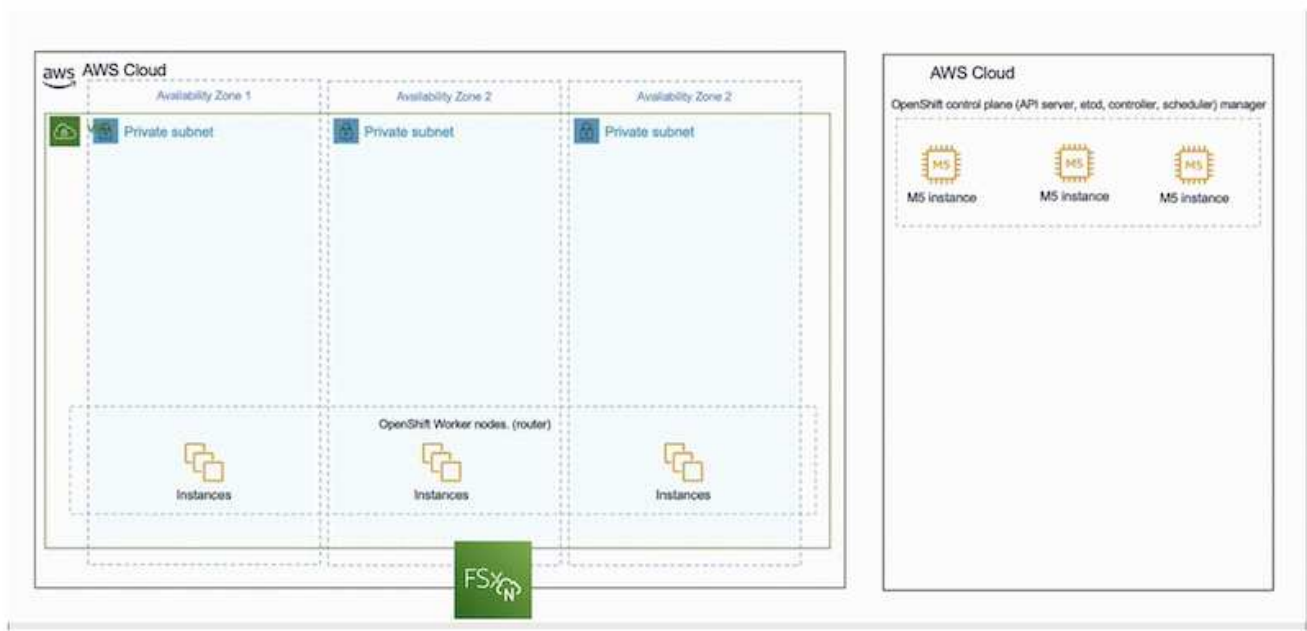 aws
AWS Cloud
Availability Zone 1
Availability Zone 2
Availability Zone 2
Private subnet
Private subnet
Private subnet
OpenShift Worker nodes. (router)
Instances
Instances
Instances
FSx
N
AWS Cloud
OpenShift control plane (API server, etod, controller, scheduler) manager
M5
M5
M5
M5 instance
M5 instance
M5 instance